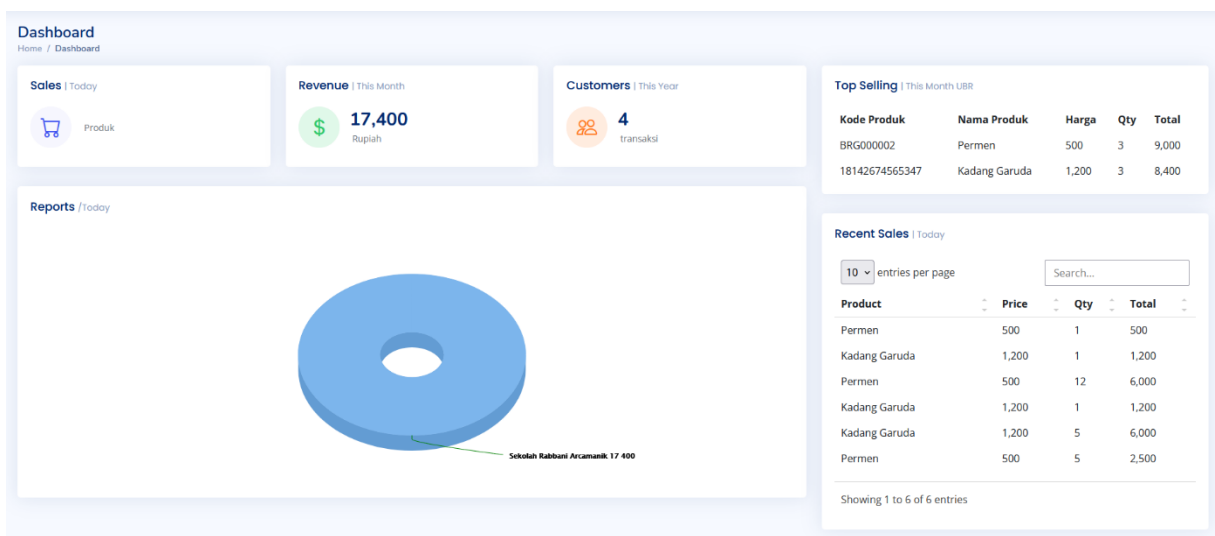 Dashboard
Home / Dashboard
Sales | Today
Produk
Revenue | This Month
17,400
Rupiah
Customers | This Year
4
transaksi
Reports /Today
Sekolah Rabbani Arcamanik 17 400
Top Selling | This Month UBR
Kode Produk Nama Produk Harga Qty Total
BRG000002 Permen 500 3 9,000
18142674565347 Kadang Garuda 1,200 3 8,400
Recent Sales | Today
10 entries per page Search...
Product Price Qty Total
Permen 500 1 500
Kadang Garuda 1,200 1 1,200
Permen 500 12 6,000
Kadang Garuda 1,200 1 1,200
Kadang Garuda 1,200 5 6,000
Permen 500 5 2,500
Showing 1 to 6 of 6 entries